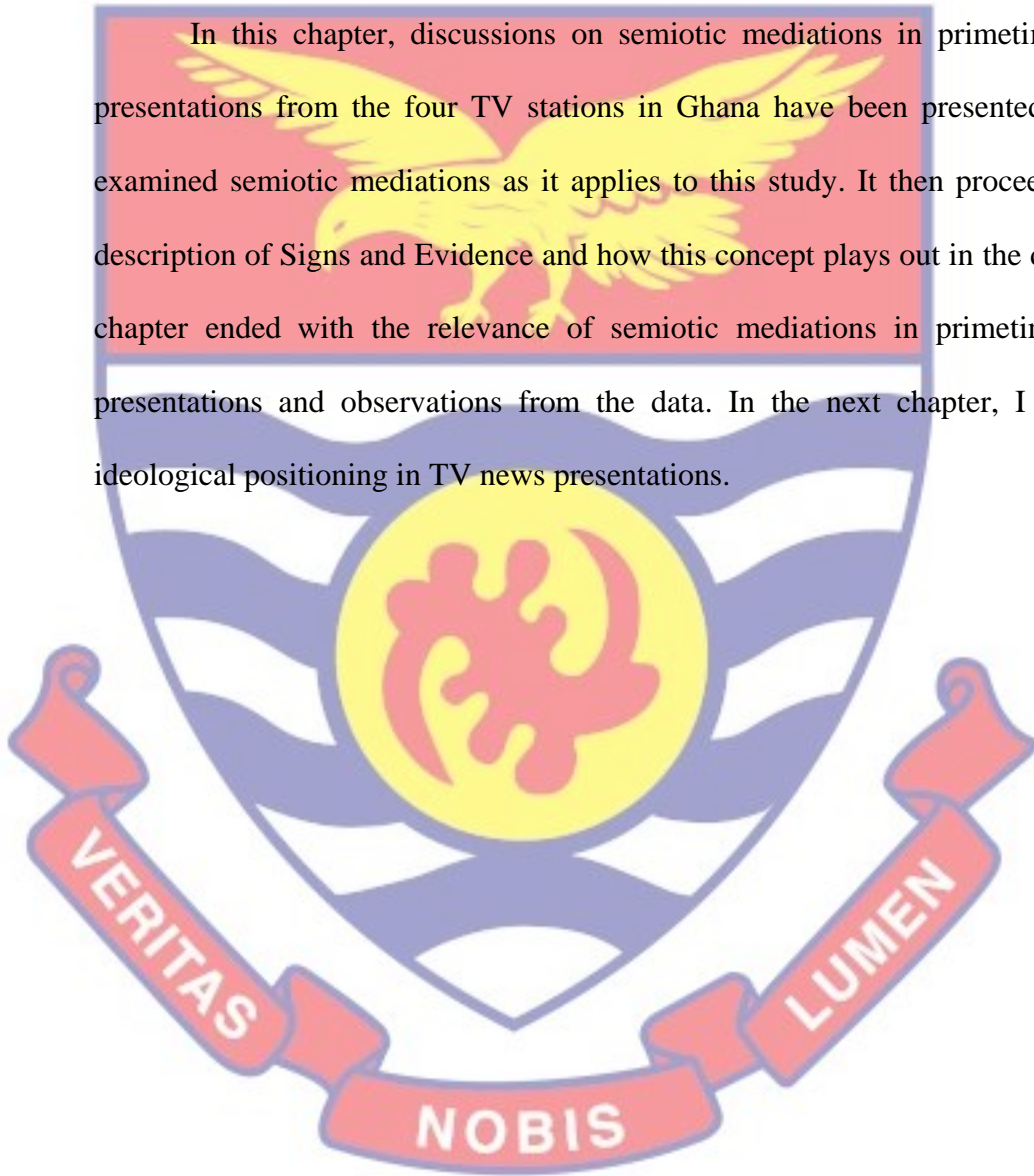 In this chapter, discussions on semiotic mediations in primeti
presentations from the four TV stations in Ghana have been presented
examined semiotic mediations as it applies to this study. It then procee
description of Signs and Evidence and how this concept plays out in the
chapter ended with the relevance of semiotic mediations in primeti
presentations and observations from the data. In the next chapter, I
ideological positioning in TV news presentations.
VERITAS
NOBIS
LUMEN